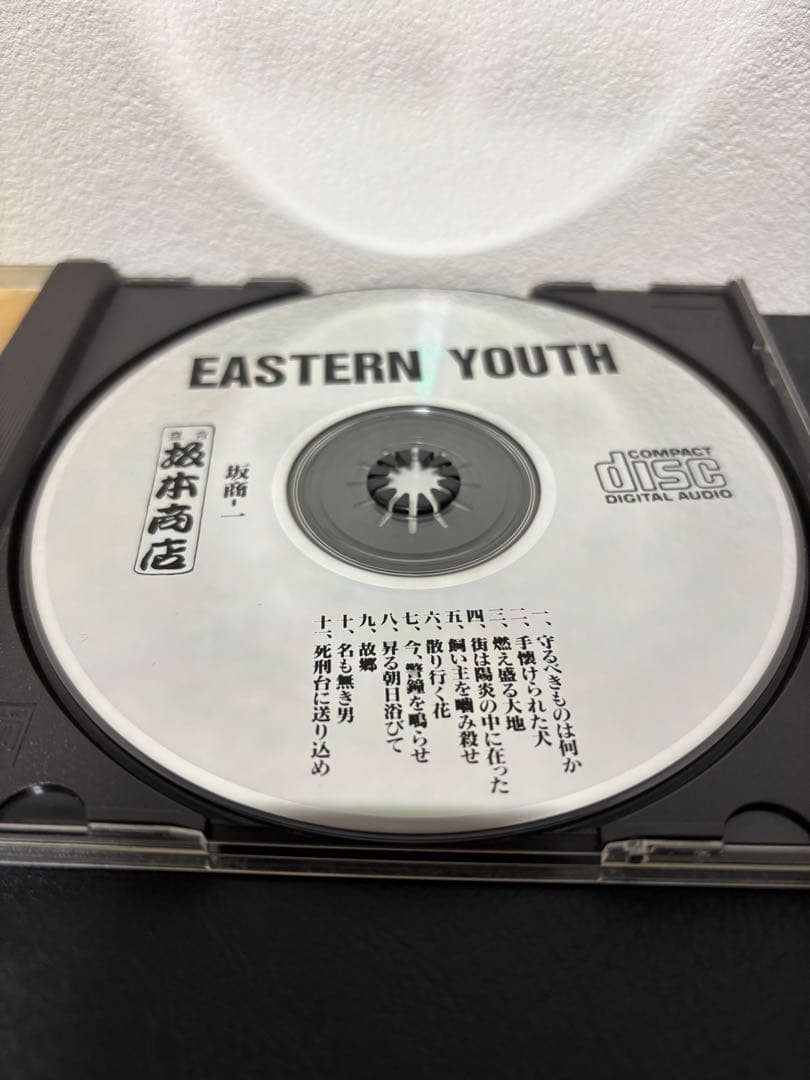 EASTERN YOUTH
坂本商店
坂商-一
COMPACT
disc
DIGITAL AUDIO
一、守るべきものは何か
二、手懐けられた犬
三、燃え盛る大地
四、街は陽炎の中に在った
五、飼い主を嚙み殺せ
六、散り行く花
七、今、警鐘を鳴らせ
八、昇る朝日浴びて
九、故郷
十、名も無き男
十一、死刑台に送り込め